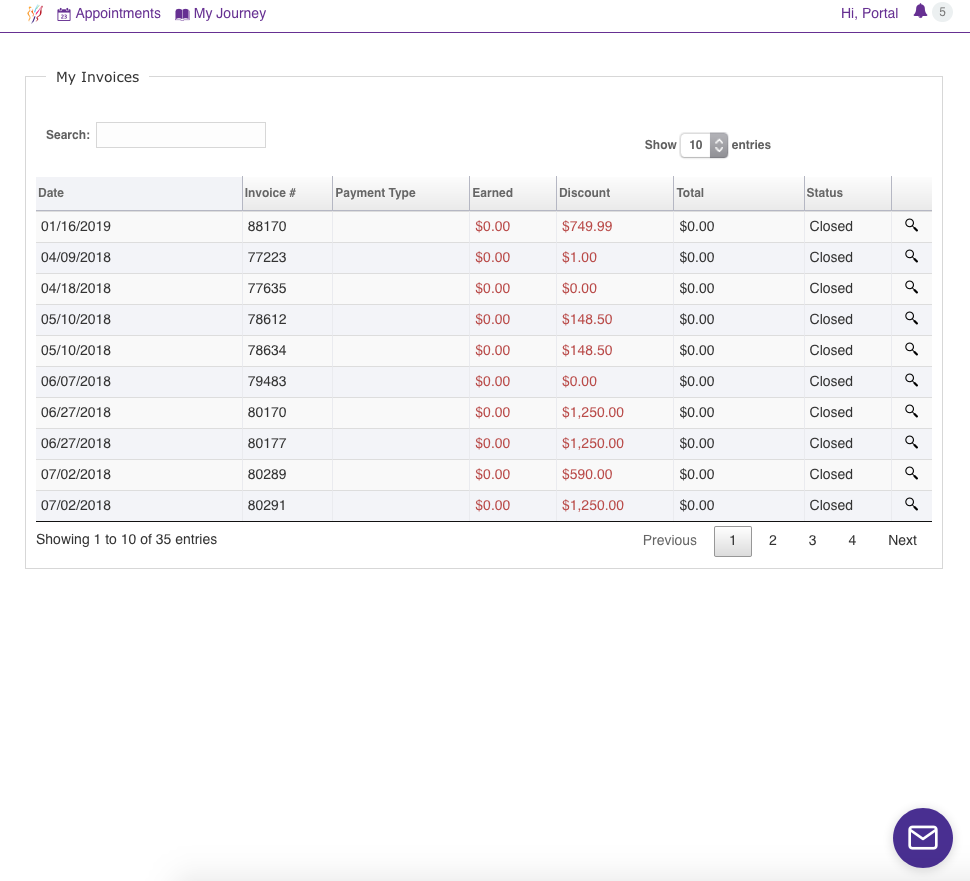 Appointments My Journey Hi, Portal 5
My Invoices
Search:
Show 10 entries
Date Invoice # Payment Type Earned Discount Total Status
01/16/2019 88170 $0.00 $749.99 $0.00 Closed
04/09/2018 77223 $0.00 $1.00 $0.00 Closed
04/18/2018 77635 $0.00 $0.00 $0.00 Closed
05/10/2018 78612 $0.00 $148.50 $0.00 Closed
05/10/2018 78634 $0.00 $148.50 $0.00 Closed
06/07/2018 79483 $0.00 $0.00 $0.00 Closed
06/27/2018 80170 $0.00 $1,250.00 $0.00 Closed
06/27/2018 80177 $0.00 $1,250.00 $0.00 Closed
07/02/2018 80289 $0.00 $590.00 $0.00 Closed
07/02/2018 80291 $0.00 $1,250.00 $0.00 Closed
Showing 1 to 10 of 35 entries Previous 1 2 3 4 Next